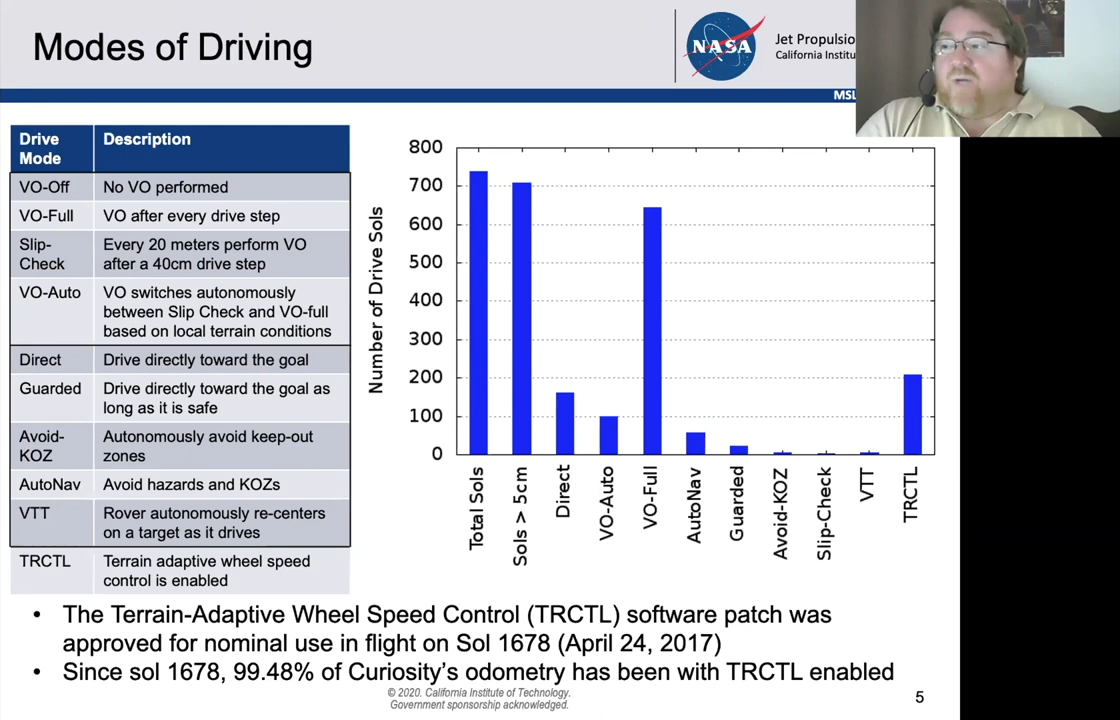 Modes of Driving
NASA
Jet Propulsio
California Institu
MSL
Drive
Mode
Description
VO-Off
No VO performed
VO-Full
VO after every drive step
Slip-
Check
Every 20 meters perform VO
after a 40cm drive step
VO-Auto
VO switches autonomously
between Slip Check and VO-full
based on local terrain conditions
Direct
Drive directly toward the goal
Guarded
Drive directly toward the goal as
long as it is safe
Avoid-
KOZ
Autonomously avoid keep-out
zones
AutoNav
Avoid hazards and KOZs
VTT
Rover autonomously re-centers
on a target as it drives
TRCTL
Terrain adaptive wheel speed
control is enabled
Number of Drive Sols
800
700
600
500
400
300
200
100
0
Total Sols
Sols > 5cm
Direct
VO-Auto
VO-Full
AutoNav
Guarded
Avoid-KOZ
Slip-Check
VTT
TRCTL
• The Terrain-Adaptive Wheel Speed Control (TRCTL) software patch was
approved for nominal use in flight on Sol 1678 (April 24, 2017)
• Since sol 1678, 99.48% of Curiosity's odometry has been with TRCTL enabled
© 2020. California Institute of Technology.
Government sponsorship acknowledged.
5